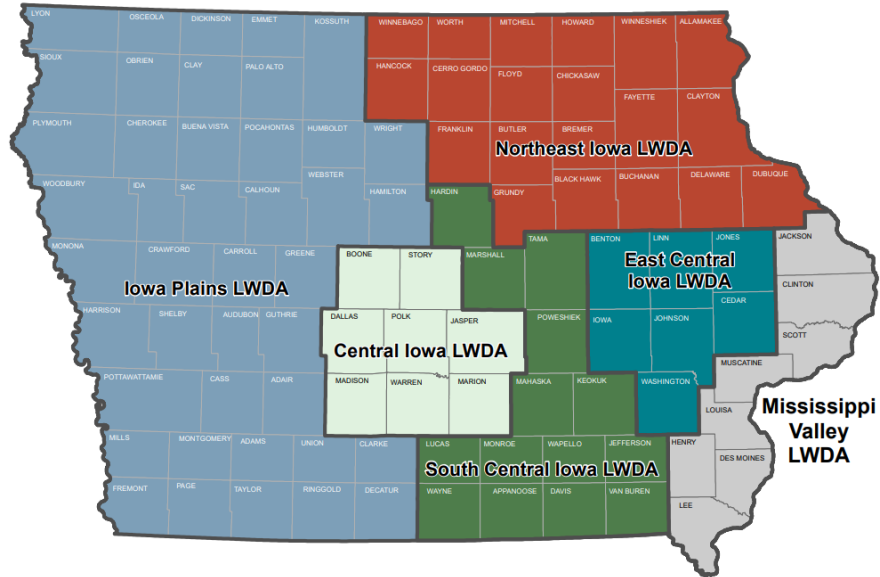 LYON
OSCEOLA
DICKINSON
EMMET
KOSSUTH
WINNEBAGO
WORTH
MITCHELL
HOWARD
WINNESHIEK
ALLAMAKEE
SIOUX
OBRIEN
CLAY
PALO ALTO
HANCOCK
CERRO GORDO
FLOYD
CHICKASAW
FAYETTE
CLAYTON
PLYMOUTH
CHEROKEE
BUENA VISTA
POCAHONTAS
HUMBOLDT
WRIGHT
FRANKLIN
BUTLER
BREMER
Northeast Iowa LWDA
WOODBURY
IDA
SAC
CALHOUN
WEBSTER
HAMILTON
HARDIN
GRUNDY
BLACK HAWK
BUCHANAN
DELAWARE
DUBUQUE
MONONA
CRAWFORD
CARROLL
GREENE
BOONE
STORY
MARSHALL
TAMA
BENTON
LINN
JONES
JACKSON
East Central
Iowa LWDA
Iowa Plains LWDA
CLINTON
CEDAR
HARRISON
SHELBY
AUDUBON
GUTHRIE
DALLAS
POLK
JASPER
POWESHIEK
IOWA
JOHNSON
SCOTT
Central Iowa LWDA
MUSCATINE
POTTAWATTAMIE
CASS
ADAIR
MADISON
WARREN
MARION
MAHASKA
KEOKUK
WASHINGTON
LOUISA
Mississippi
Valley
LWDA
MILLS
MONTGOMERY
ADAMS
UNION
CLARKE
LUCAS
MONROE
WAPELLO
JEFFERSON
HENRY
DES MOINES
South Central Iowa LWDA
FREMONT
PAGE
TAYLOR
RINGGOLD
DECATUR
WAYNE
APPANOOSE
DAVIS
VAN BUREN
LEE